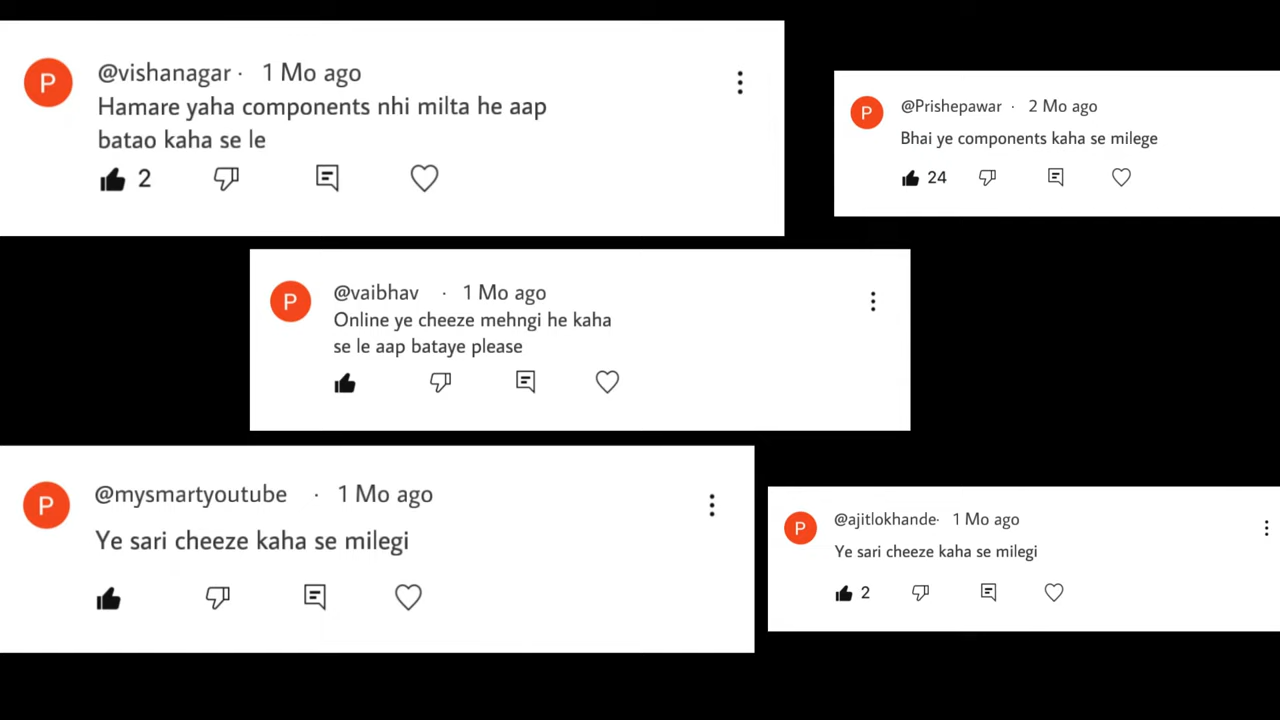 P
@vishanagar · 1 Mo ago
Hamare yaha components nhi milta he aap
batao kaha se le
2
P
@Prishepawar · 2 Mo ago
Bhai ye components kaha se milege
24
P
@vaibhav · 1 Mo ago
Online ye cheeze mehngi he kaha
se le aap bataye please
P
@mysmartyoutube · 1 Mo ago
Ye sari cheeze kaha se milegi
P
@ajitlokhande· 1 Mo ago
Ye sari cheeze kaha se milegi
2